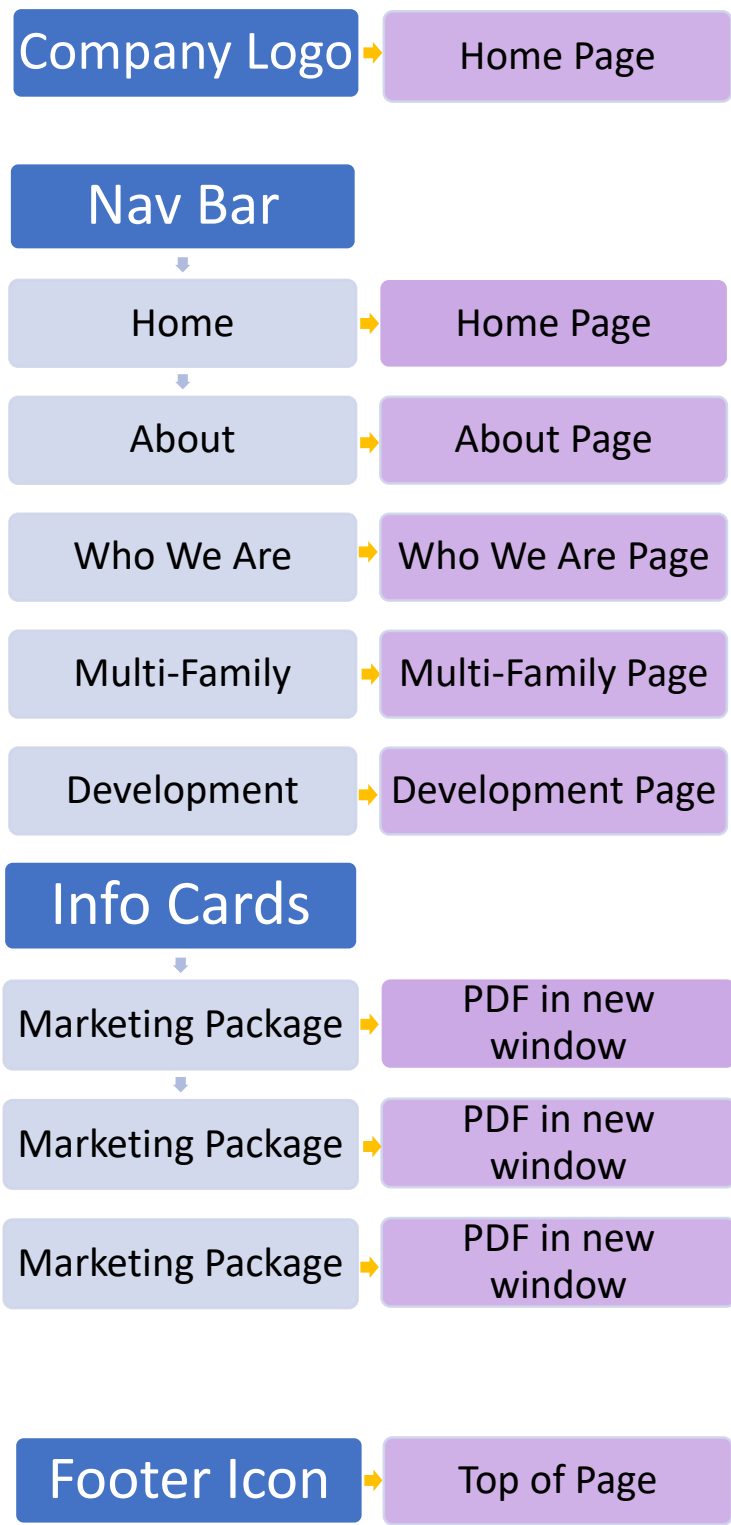 Company Logo
Home Page
Nav Bar
Home
Home Page
About
About Page
Who We Are
Who We Are Page
Multi-Family
Multi-Family Page
Development
Development Page
Info Cards
Marketing Package
PDF in new
window
Marketing Package
PDF in new
window
Marketing Package
PDF in new
window
Footer Icon
Top of Page